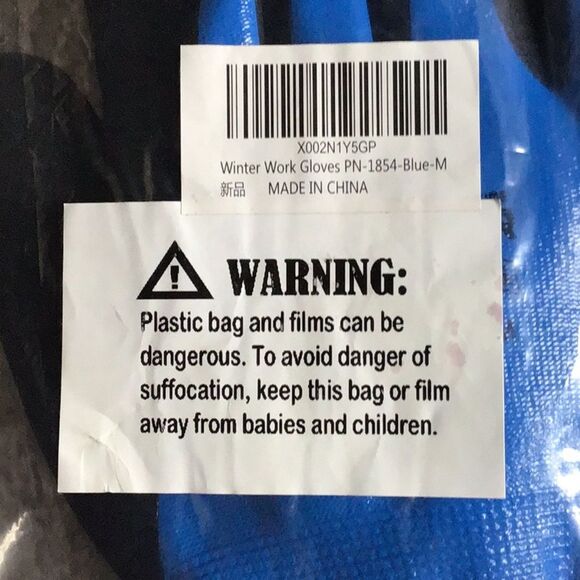 X002N1Y5GP
Winter Work Gloves PN-1854-Blue-M
新品 MADE IN CHINA
WARNING:
Plastic bag and films can be
dangerous. To avoid danger of
suffocation, keep this bag or film
away from babies and children.